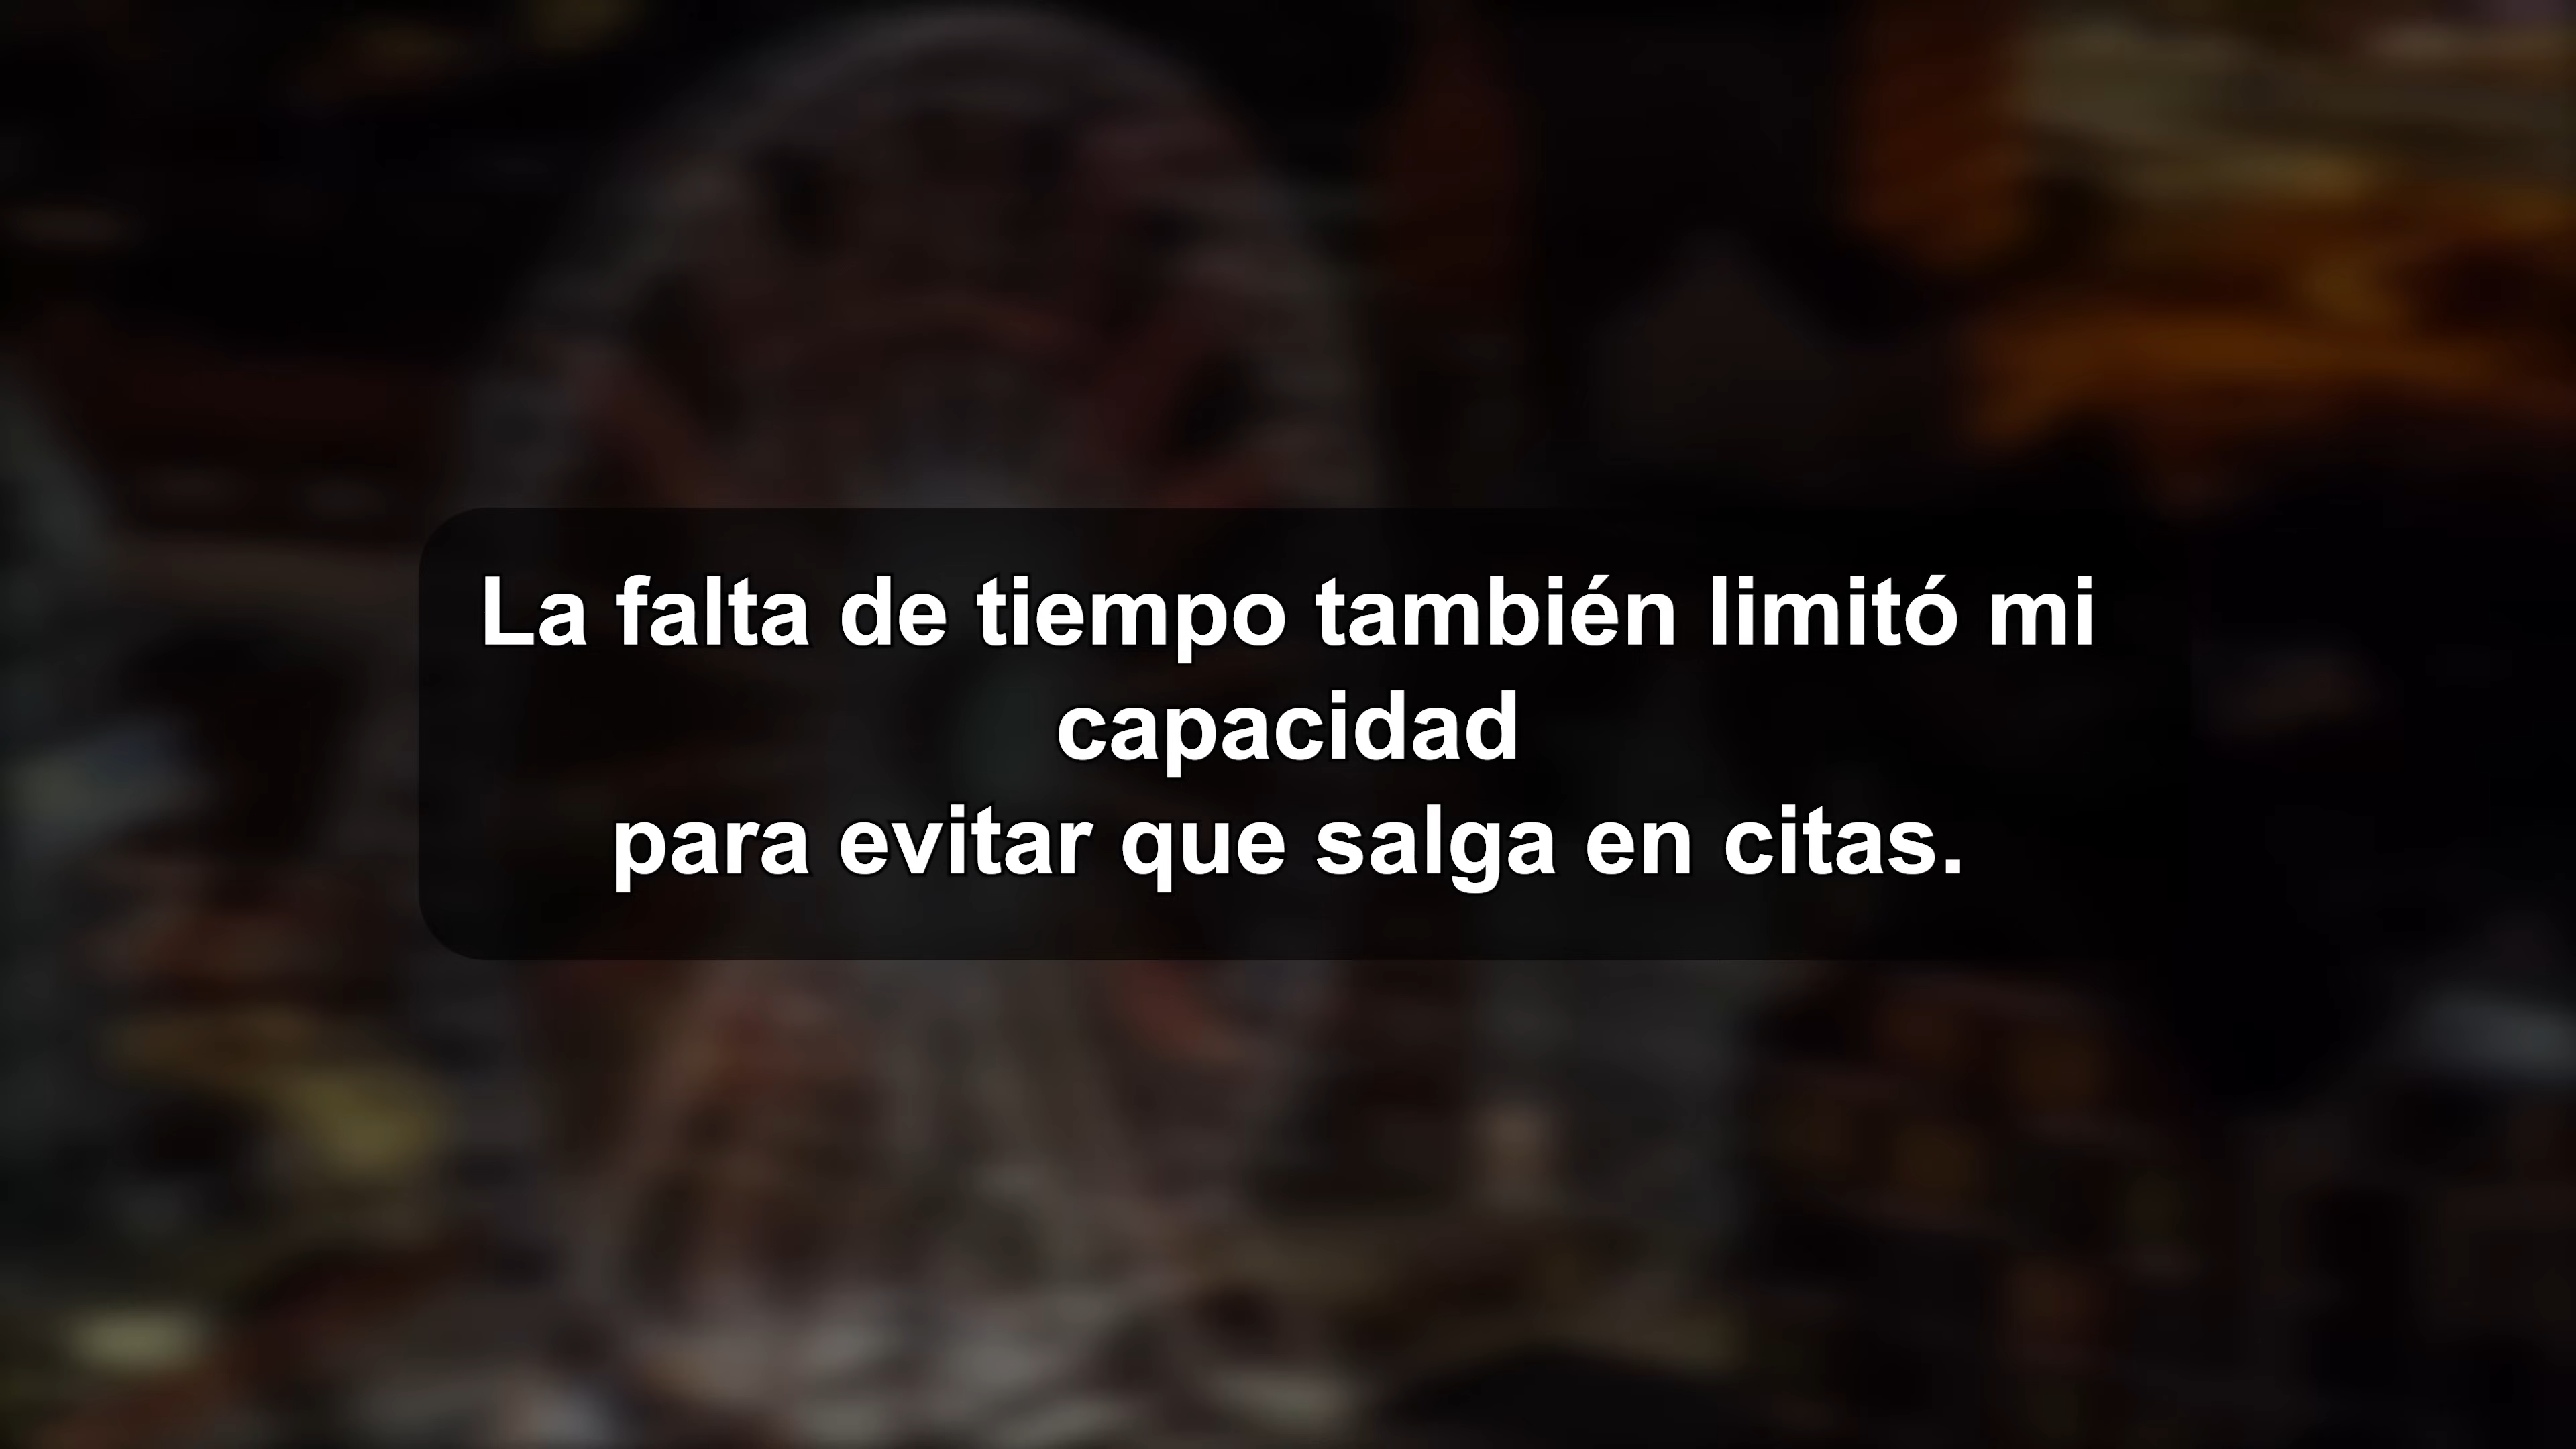 La falta de tiempo también limitó mi
capacidad
para evitar que salga en citas.